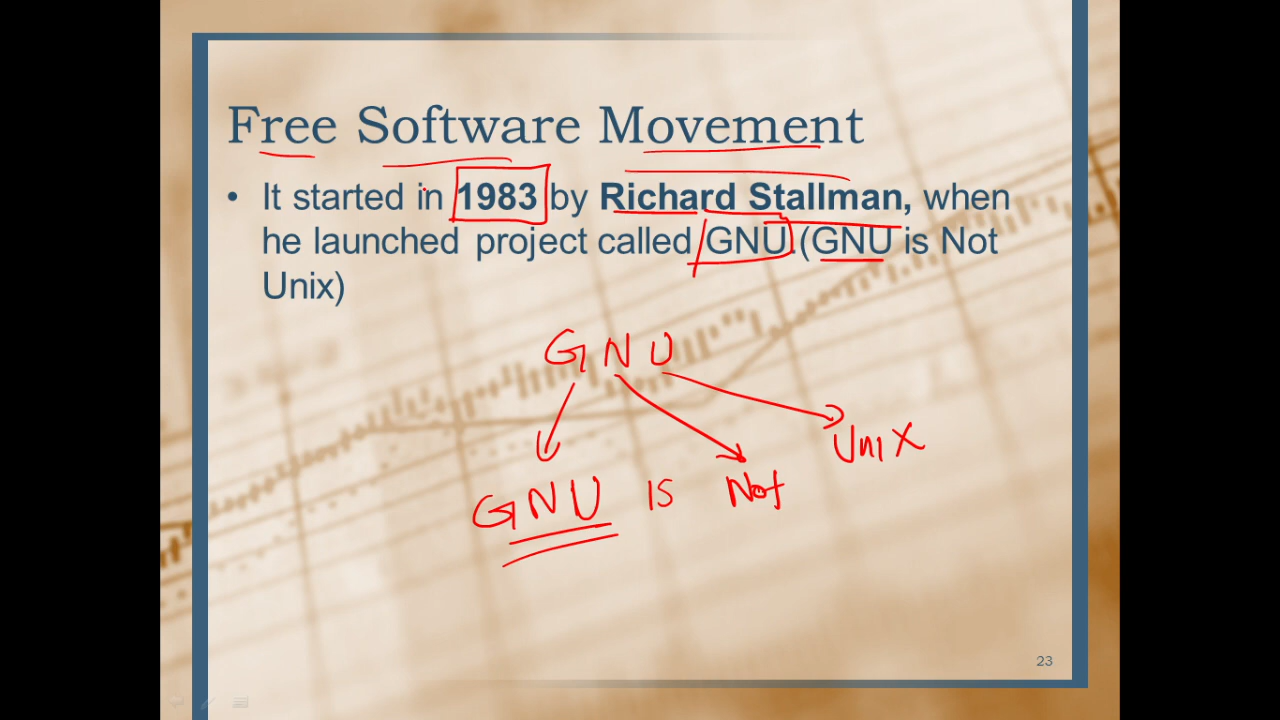 Free Software Movement
• It started in 1983 by Richard Stallman, when
he launched project called GNU.(GNU is Not
Unix)
GNU
Unix
GNU is Not
23